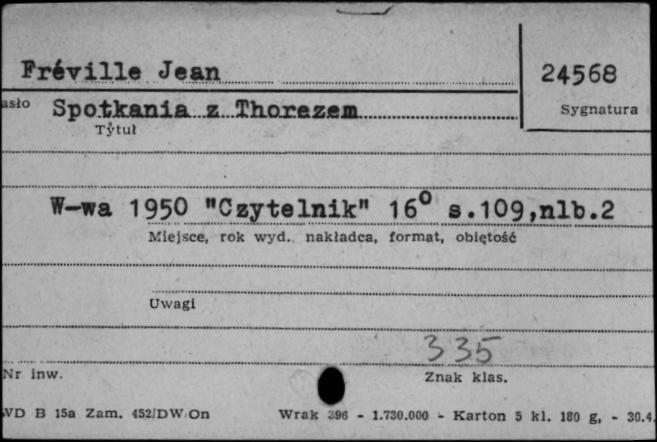 Fréville Jean 24568
asło Spotkania z Thorezem Sygnatura
Tytuł
W-wa 1950 "Czytelnik" 16° s.109,nlb.2
Miejsce, rok wyd. nakładca, format, objętość
Uwagi
335
Nr inw. Znak klas.
WD B 15a Zam. 452/DW/On Wrak 396 - 1.730.000 - Karton 5 kl. 180 g, - 30.4.